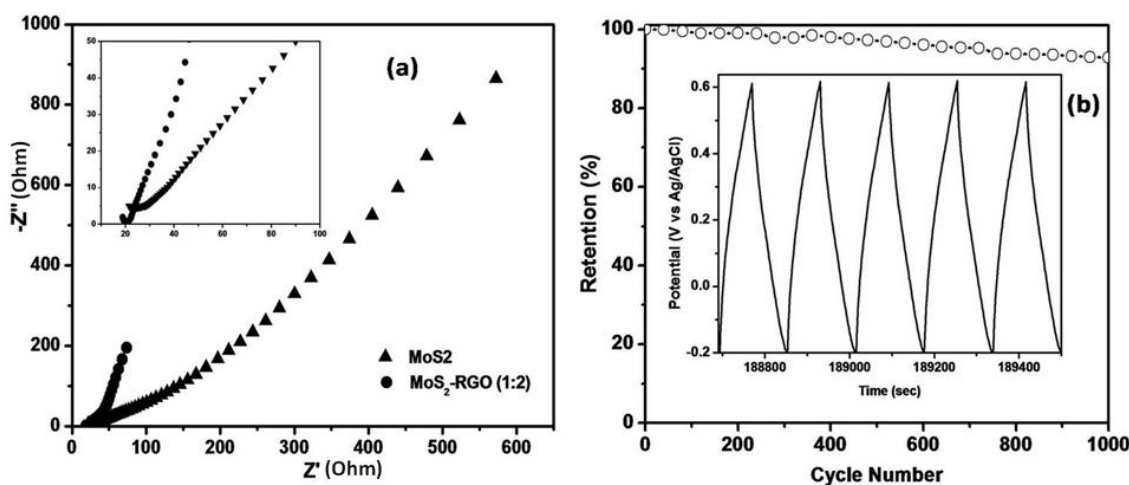 (a)
-Z'' (Ohm)
1000
800
600
400
200
0
0 100 200 300 400 500 600
Z' (Ohm)
50
40
30
20
10
0
20 40 60 80 100
MoS2
MoS₂-RGO (1:2)
(b)
Retention (%)
100
80
60
40
20
0
0 200 400 600 800 1000
Cycle Number
Potential (V vs Ag/AgCl)
0.6
0.2
0.0
-0.2
188800 189000 189200 189400
Time (sec)